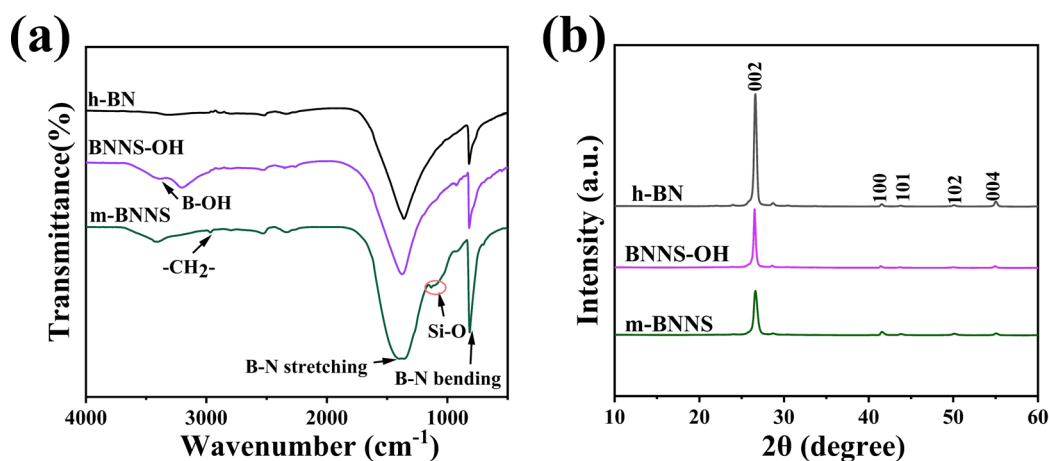 (a)
Transmittance(%)
h-BN
BNNS-OH
B-OH
m-BNNS
-CH2-
Si-O
B-N stretching
B-N bending
4000 3000 2000 1000
Wavenumber (cm-1)
(b)
Intensity (a.u.)
002
100 101 102 004
h-BN
BNNS-OH
m-BNNS
10 20 30 40 50 60
2θ (degree)